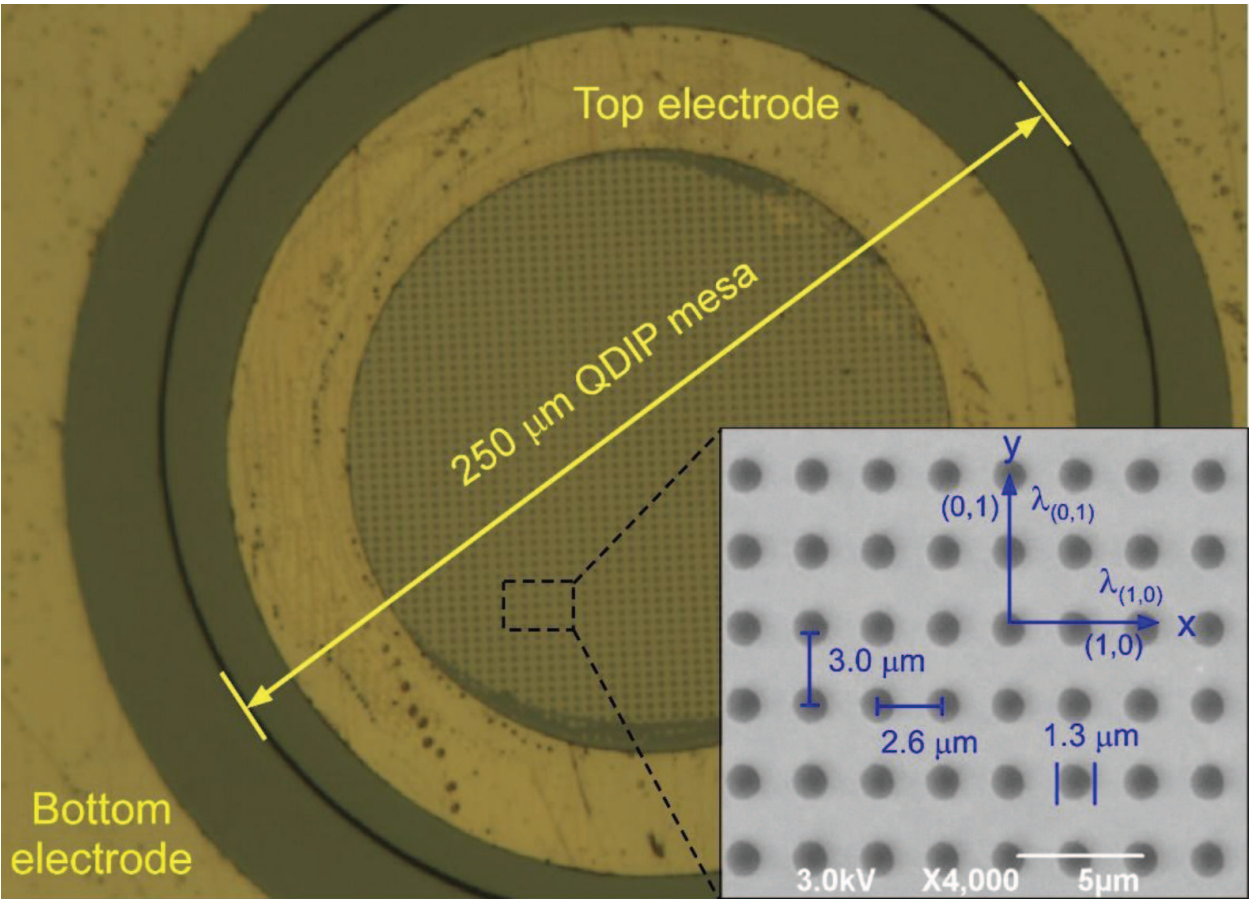 Top electrode
250 μm QDIP mesa
Bottom
electrode
y
(0,1) λ(0,1)
λ(1,0)
x
(1,0)
3.0 μm
2.6 μm
1.3 μm
3.0kV X4,000 5μm